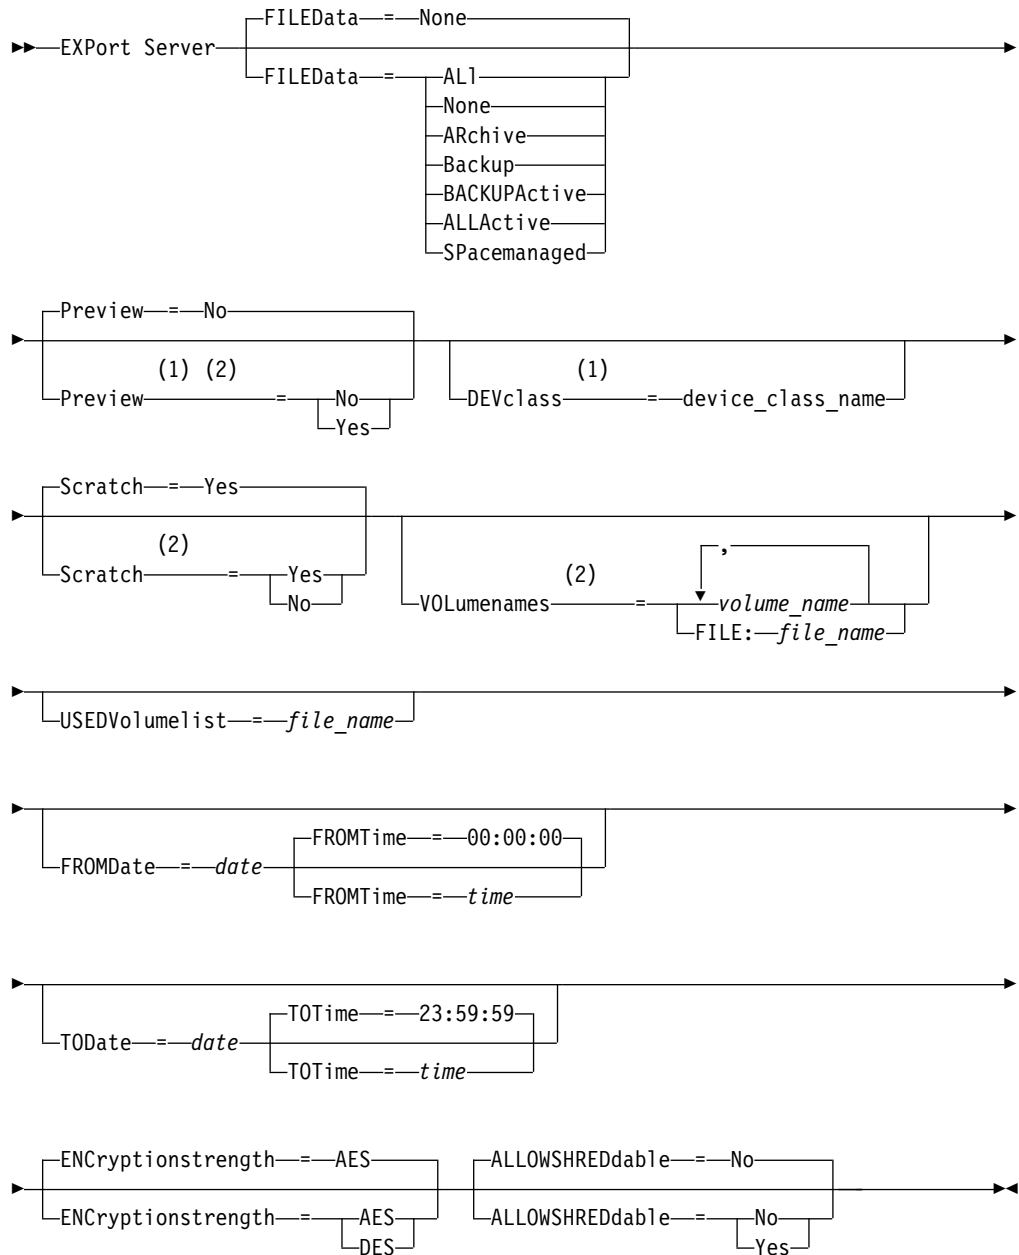 FILEData = None
EXPort Server
FILEData = ALl
None
ARchive
Backup
BACKUPActive
ALLActive
SPacemanaged
Preview = No
(1) (2)
Preview = No
Yes
(1)
DEVclass = device_class_name
Scratch = Yes
(2)
Scratch = Yes
No
,
(2)
VOLumenames = volume_name
FILE: file_name
USEDVolumelist = file_name
FROMTime = 00:00:00
FROMDate = date
FROMTime = time
TOTime = 23:59:59
TODate = date
TOTime = time
ENCryptionstrength = AES
ENCryptionstrength = AES
DES
ALLOWSHREDdable = No
ALLOWSHREDdable = No
Yes